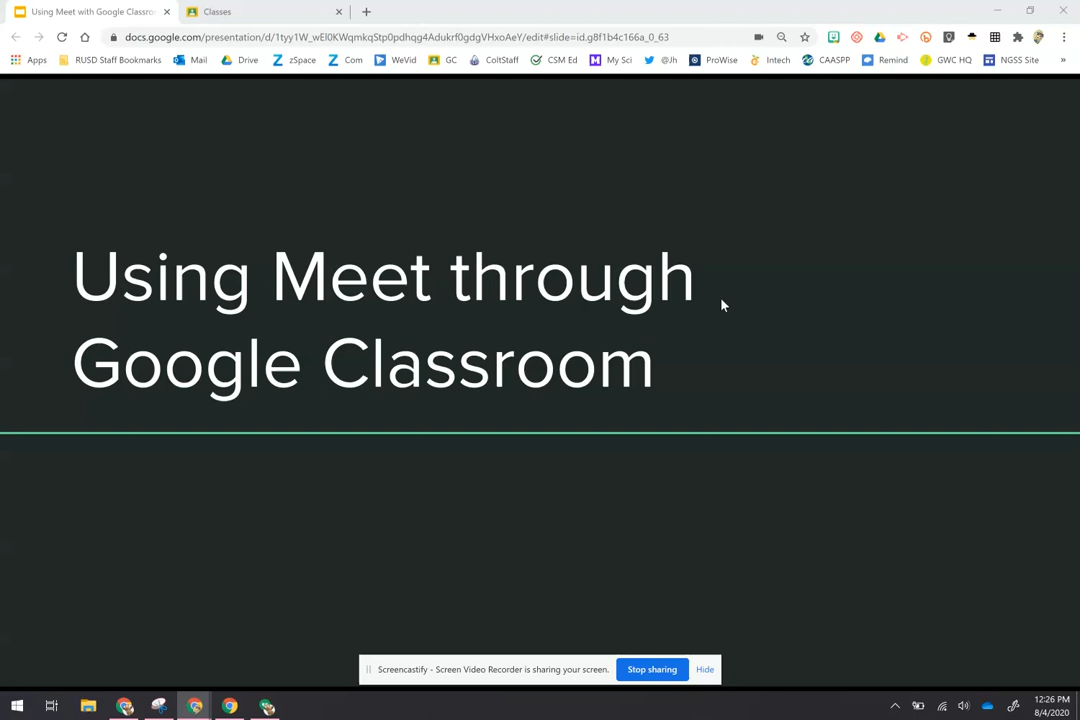 Using Meet with Google Classroo
Classes
docs.google.com/presentation/d/1tyy1W_wEl0KWqmkqStp0pdhqg4Adukrf0gdgVHxoAeY/edit#slide=id.g8f1b4c166a_0_63
Apps RUSD Staff Bookmarks Mail Drive zSpace Com WeVid GC ColtStaff CSM Ed My Sci @Jh ProWise Intech CAASPP Remind GWC HQ NGSS Site »
Using Meet through
Google Classroom
Screencastify - Screen Video Recorder is sharing your screen. Stop sharing Hide
12:26 PM
8/4/2020